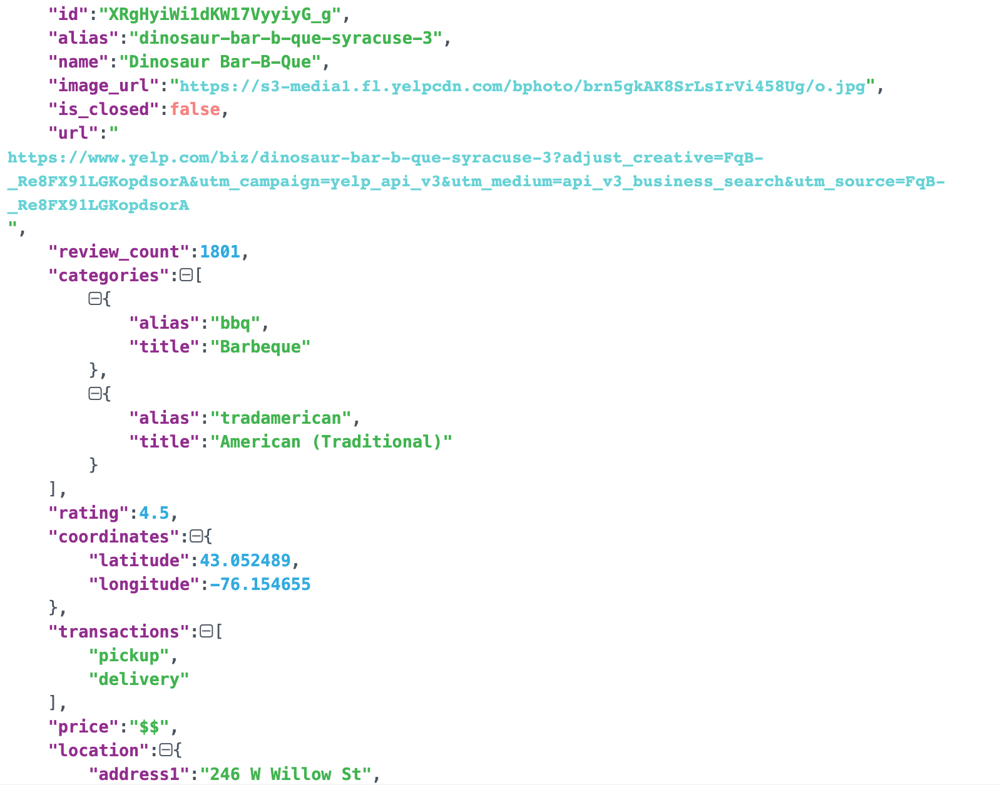 "id":"XRgHyiWi1dKW17VyyiyG_g",
"alias":"dinosaur-bar-b-que-syracuse-3",
"name":"Dinosaur Bar-B-Que",
"image_url":"https://s3-media1.fl.yelpcdn.com/bphoto/brn5gkAK8SrLsIrVi458Ug/o.jpg",
"is_closed":false,
"url":"
https://www.yelp.com/biz/dinosaur-bar-b-que-syracuse-3?adjust_creative=FqB-
_Re8FX91LGKopdsorA&utm_campaign=yelp_api_v3&utm_medium=api_v3_business_search&utm_source=FqB-
_Re8FX91LGKopdsorA
",
"review_count":1801,
"categories":[
{
"alias":"bbq",
"title":"Barbeque"
},
{
"alias":"tradamerican",
"title":"American (Traditional)"
}
],
"rating":4.5,
"coordinates":{
"latitude":43.052489,
"longitude":-76.154655
},
"transactions":[
"pickup",
"delivery"
],
"price":"$$",
"location":{
"address1":"246 W Willow St",